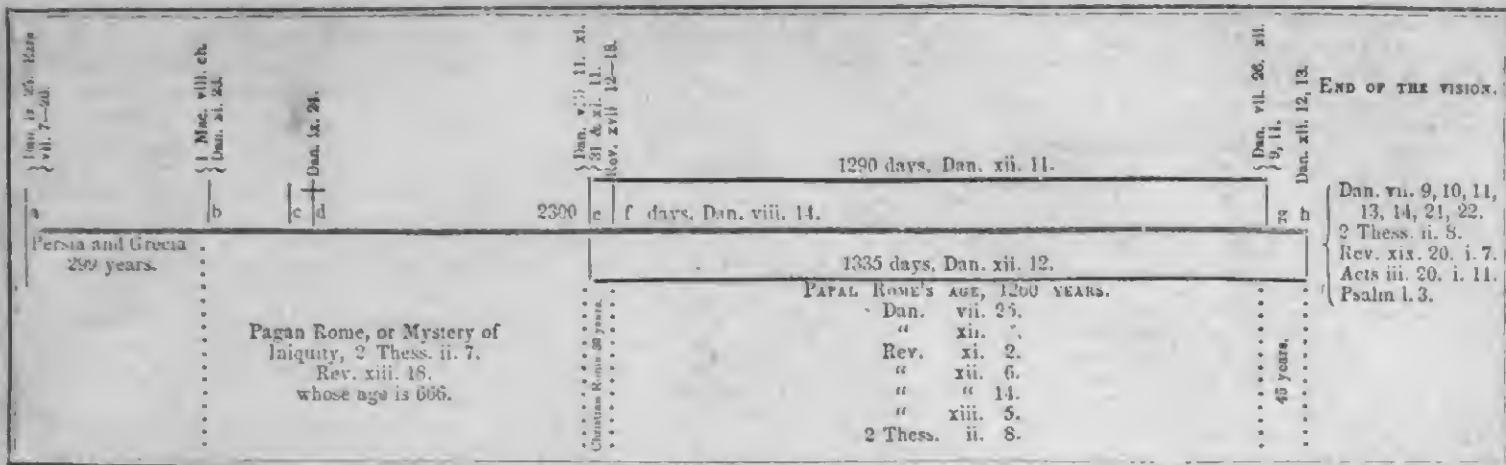 ix. 25.
vii. 7—26.
1 Mac. viii. ch.
Dan. xi. 23.
Dan. ix. 24.
Dan. 11. xi.
31 & xi. 11.
Rev. xvii 12—18.
Dan. vii. 26. xii.
9, 11.
Dan. xii. 12, 13.
END OF THE VISION.
1290 days, Dan. xii. 11.
a b c d 2300 e f days, Dan. viii. 14. g h
Persia and Grecia
299 years.
1335 days, Dan. xii. 12.
PAPAL ROME'S AGE, 1260 YEARS.
Dan. vii. 25.
“ xii.
Rev. xi. 2.
“ xii. 6.
“ “ 14.
“ xiii. 5.
2 Thess. ii. 8.
Pagan Rome, or Mystery of
Iniquity, 2 Thess. ii. 7.
Rev. xiii. 18.
whose age is 666.
Christian Rome 30 years.
45 years.
Dan. vii. 9, 10, 11,
13, 14, 21, 22.
2 Thess. ii. 8.
Rev. xix. 20. i. 7.
Acts iii. 20. i. 11.
Psalm l. 3.